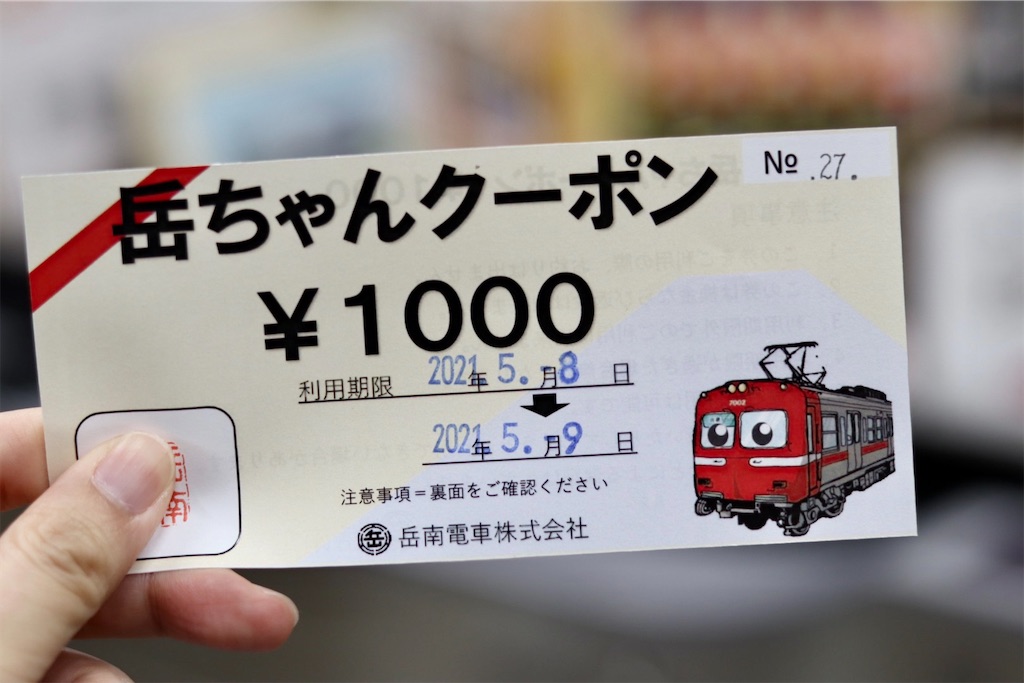 岳ちゃんクーポン
No .27.
¥1000
利用期限 2021年 5.月8日
2021年 5.月9日
注意事項=裏面をご確認ください
岳 岳南電車株式会社
7002